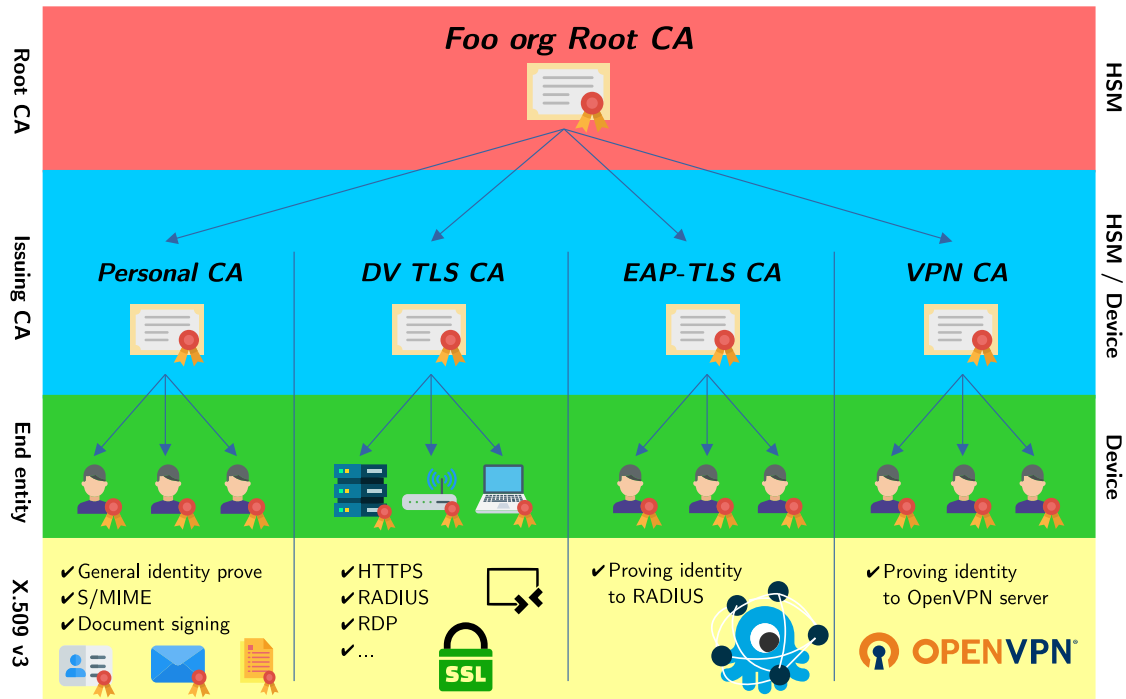 Foo org Root CA
Root CA
HSM
Issuing CA
HSM / Device
Personal CA
DV TLS CA
EAP-TLS CA
VPN CA
End entity
Device
X.509 v3
✔General identity prove
✔S/MIME
✔Document signing
✔HTTPS
✔RADIUS
✔RDP
✔...
SSL
✔Proving identity
to RADIUS
✔Proving identity
to OpenVPN server
OPENVPN®